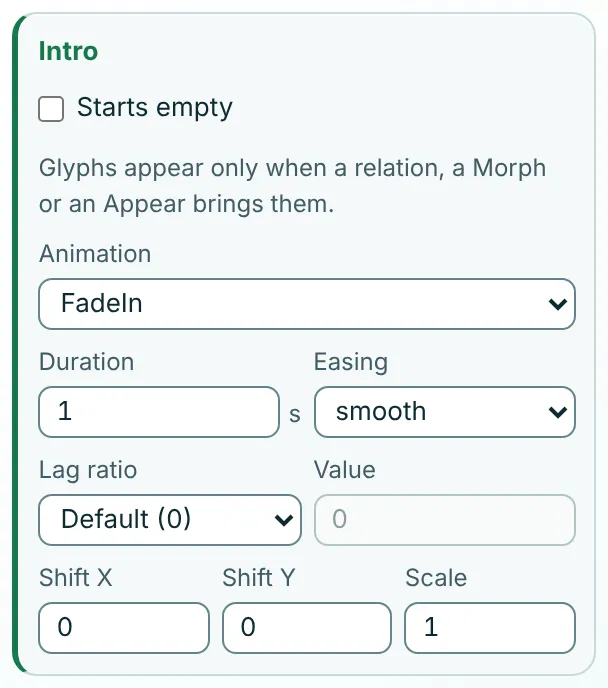 Intro
Starts empty
Glyphs appear only when a relation, a Morph
or an Appear brings them.
Animation
FadeIn
Duration Easing
1 s smooth
Lag ratio Value
Default (0) 0
Shift X Shift Y Scale
0 0 1